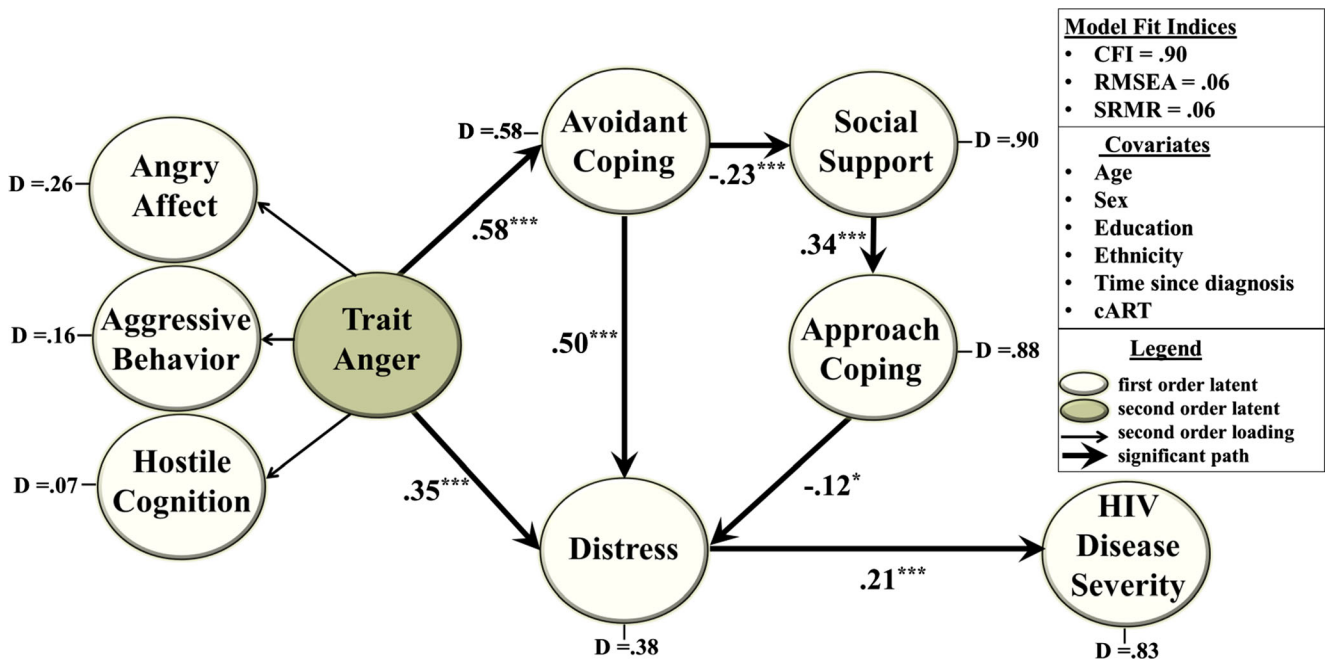 Model Fit Indices
• CFI = .90
• RMSEA = .06
• SRMR = .06
Covariates
• Age
• Sex
• Education
• Ethnicity
• Time since diagnosis
• cART
Legend
first order latent
second order latent
second order loading
significant path
Angry
Affect
D =.26
Aggressive
Behavior
D =.16
Hostile
Cognition
D =.07
Trait
Anger
.58***
.35***
D =.58
Avoidant
Coping
-.23***
.50***
Social
Support
D =.90
.34***
Approach
Coping
D =.88
-.12*
Distress
D =.38
.21***
HIV
Disease
Severity
D =.83